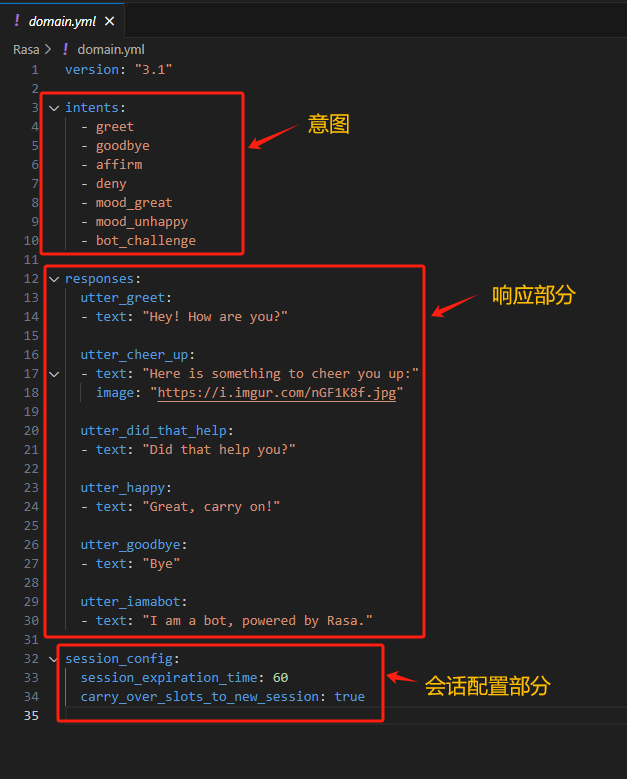 ! domain.yml ×
Rasa > ! domain.yml
1 version: "3.1"
2
3 intents:
4 - greet
5 - goodbye
6 - affirm
7 - deny
8 - mood_great
9 - mood_unhappy
10 - bot_challenge
意图
11
12 responses:
13 utter_greet:
14 - text: "Hey! How are you?"
响应部分
15
16 utter_cheer_up:
17 - text: "Here is something to cheer you up:"
18 image: "https://i.imgur.com/nGF1K8f.jpg"
19
20 utter_did_that_help:
21 - text: "Did that help you?"
22
23 utter_happy:
24 - text: "Great, carry on!"
25
26 utter_goodbye:
27 - text: "Bye"
28
29 utter_iamabot:
30 - text: "I am a bot, powered by Rasa."
31
32 session_config:
33 session_expiration_time: 60
34 carry_over_slots_to_new_session: true
会话配置部分
35